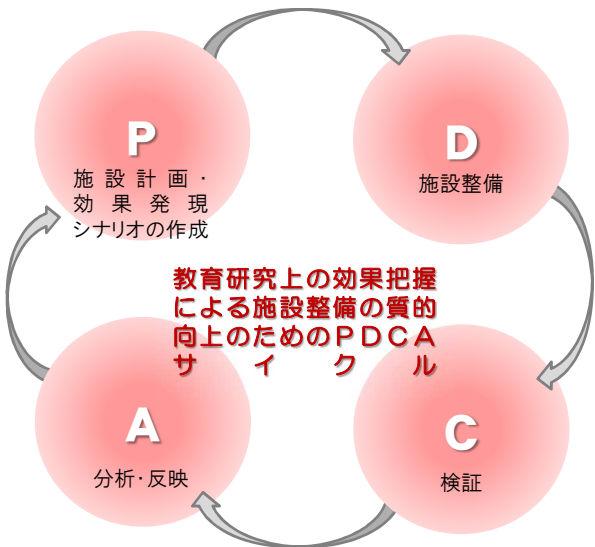 P
施設計画・
効果発現
シナリオの作成
D
施設整備
教育研究上の効果把握
による施設整備の質的
向上のためのＰＤＣＡ
サイクル
A
分析・反映
C
検証